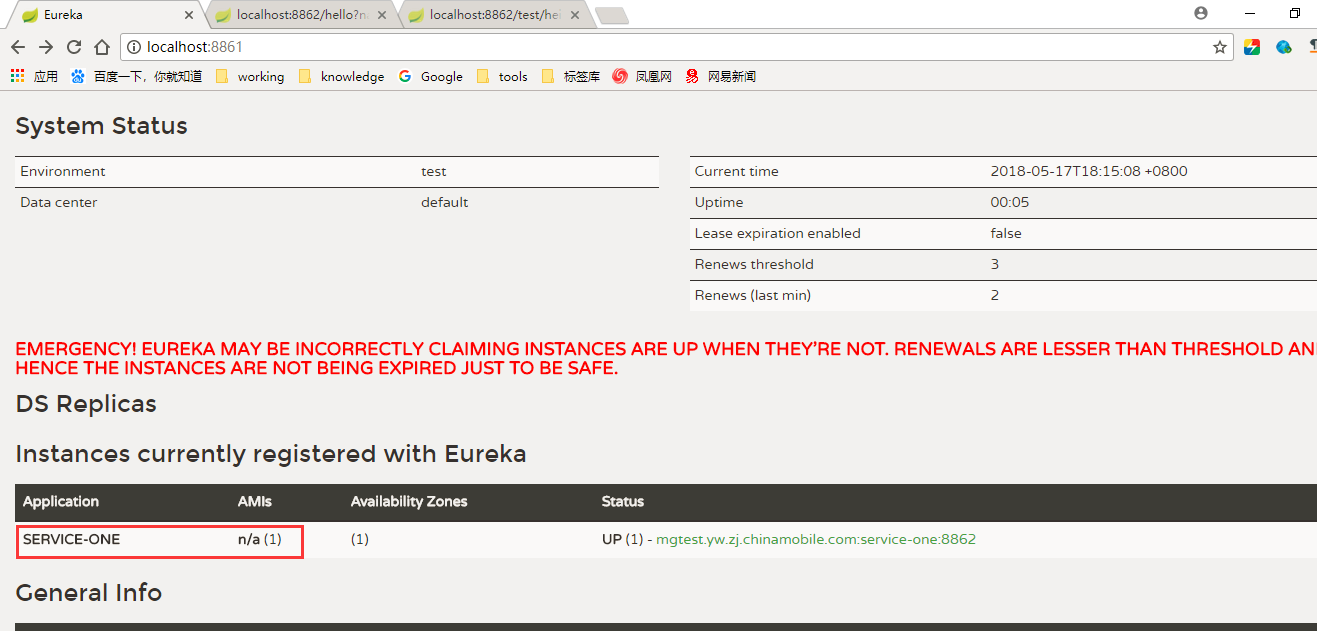 Eureka
localhost:8862/hello?n
localhost:8862/test/hel
localhost:8861
应用 百度一下，你就知道 working knowledge Google tools 标签库 凤凰网 网易新闻
System Status
Environment test
Data center default
Current time 2018-05-17T18:15:08 +0800
Uptime 00:05
Lease expiration enabled false
Renews threshold 3
Renews (last min) 2
EMERGENCY! EUREKA MAY BE INCORRECTLY CLAIMING INSTANCES ARE UP WHEN THEY'RE NOT. RENEWALS ARE LESSER THAN THRESHOLD AN
HENCE THE INSTANCES ARE NOT BEING EXPIRED JUST TO BE SAFE.
DS Replicas
Instances currently registered with Eureka
Application AMIs Availability Zones Status
SERVICE-ONE n/a (1) (1) UP (1) - mgtest.yw.zj.chinamobile.com:service-one:8862
General Info